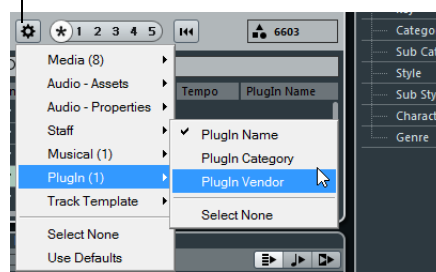 1 2 3 4 5
6603
Media (8)
Audio - Assets
Audio - Properties
Staff
Musical (1)
PlugIn (1)
Track Template
Select None
Use Defaults
Tempo
PlugIn Name
✔ PlugIn Name
PlugIn Category
PlugIn Vendor
Select None
Catego
Sub Cat
Style
Sub Sty
Charact
Genre